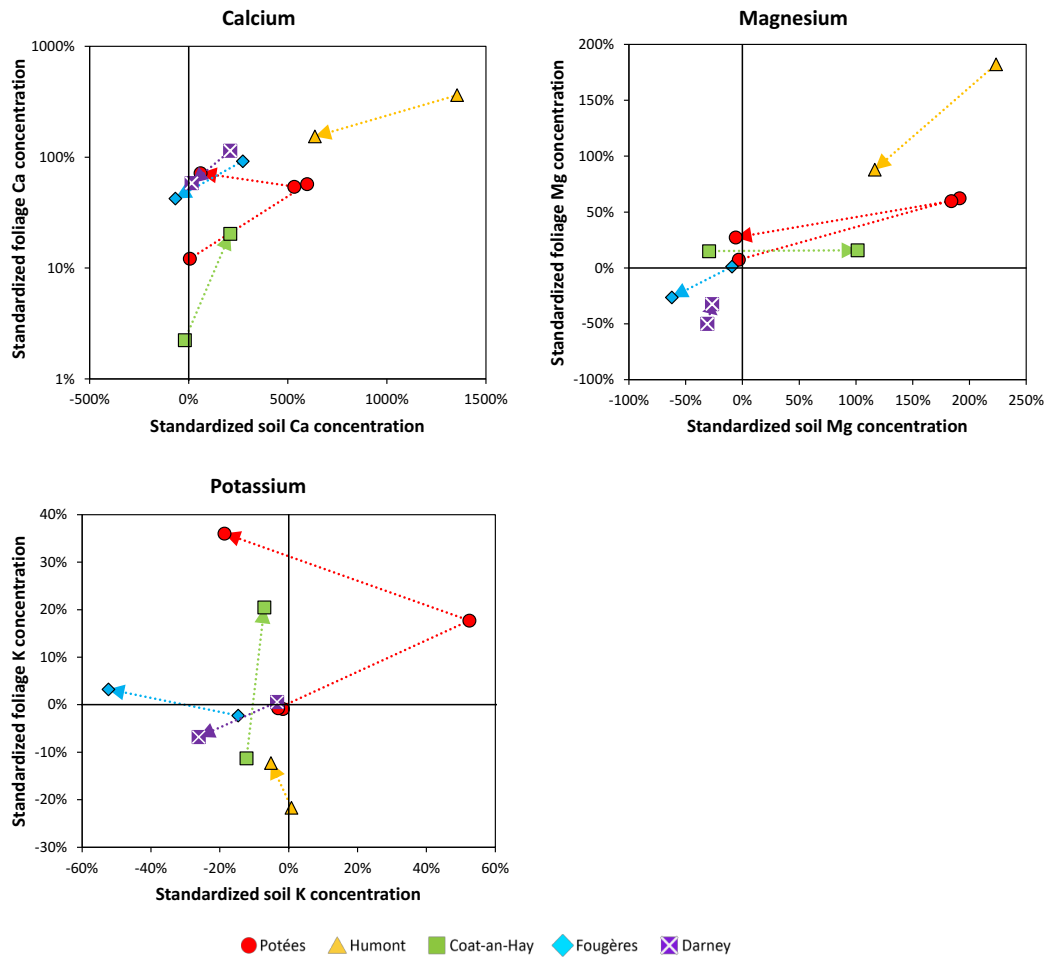 Calcium
1000%
100%
10%
1%
-500%
0%
500%
1000%
1500%
Standardized foliage Ca concentration
Standardized soil Ca concentration
Magnesium
200%
150%
100%
50%
0%
-50%
-100%
-100%
-50%
0%
50%
100%
150%
200%
250%
Standardized foliage Mg concentration
Standardized soil Mg concentration
Potassium
40%
30%
20%
10%
0%
-10%
-20%
-30%
-60%
-40%
-20%
0%
20%
40%
60%
Standardized foliage K concentration
Standardized soil K concentration
Potées
Humont
Coat-an-Hay
Fougères
Darney